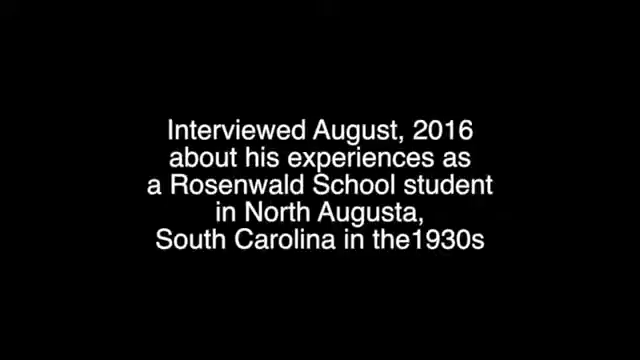 Interviewed August, 2016
about his experiences as
a Rosenwald School student
in North Augusta,
South Carolina in the1930s